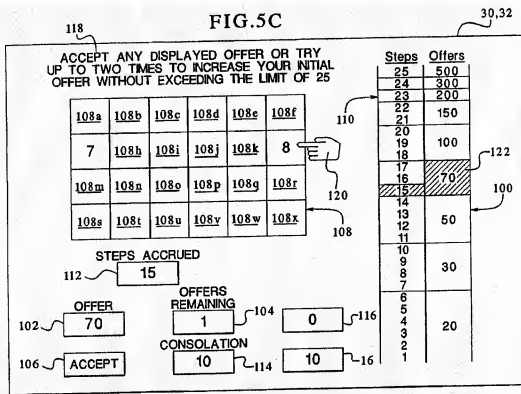 FIG.5C
30,32
118
ACCEPT ANY DISPLAYED OFFER OR TRY
UP TO TWO TIMES TO INCREASE YOUR INITIAL
OFFER WITHOUT EXCEEDING THE LIMIT OF 25
108a 108b 108c 108d 108e 108f
7 108h 108i 108j 108k 8
108m 108n 108o 108p 108q 108r
108s 108t 108u 108v 108w 108x
120
108
STEPS ACCRUED
112 15
OFFER
102 70
OFFERS
REMAINING
1 104
0 116
106 ACCEPT
CONSOLATION
10 114
10 16
Steps Offers
110
25 500
24 300
23 200
22 150
21
20
19 100
18
17
16 70
15
122
100
14
13 50
12
11
10
9 30
8
7
6
5
4 20
3
2
1